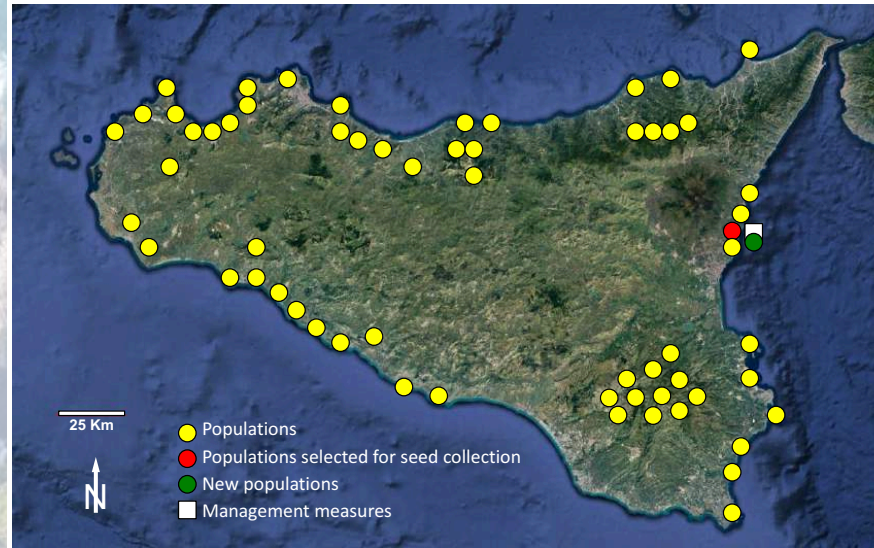 25 Km
Populations
Populations selected for seed collection
N
New populations
Management measures